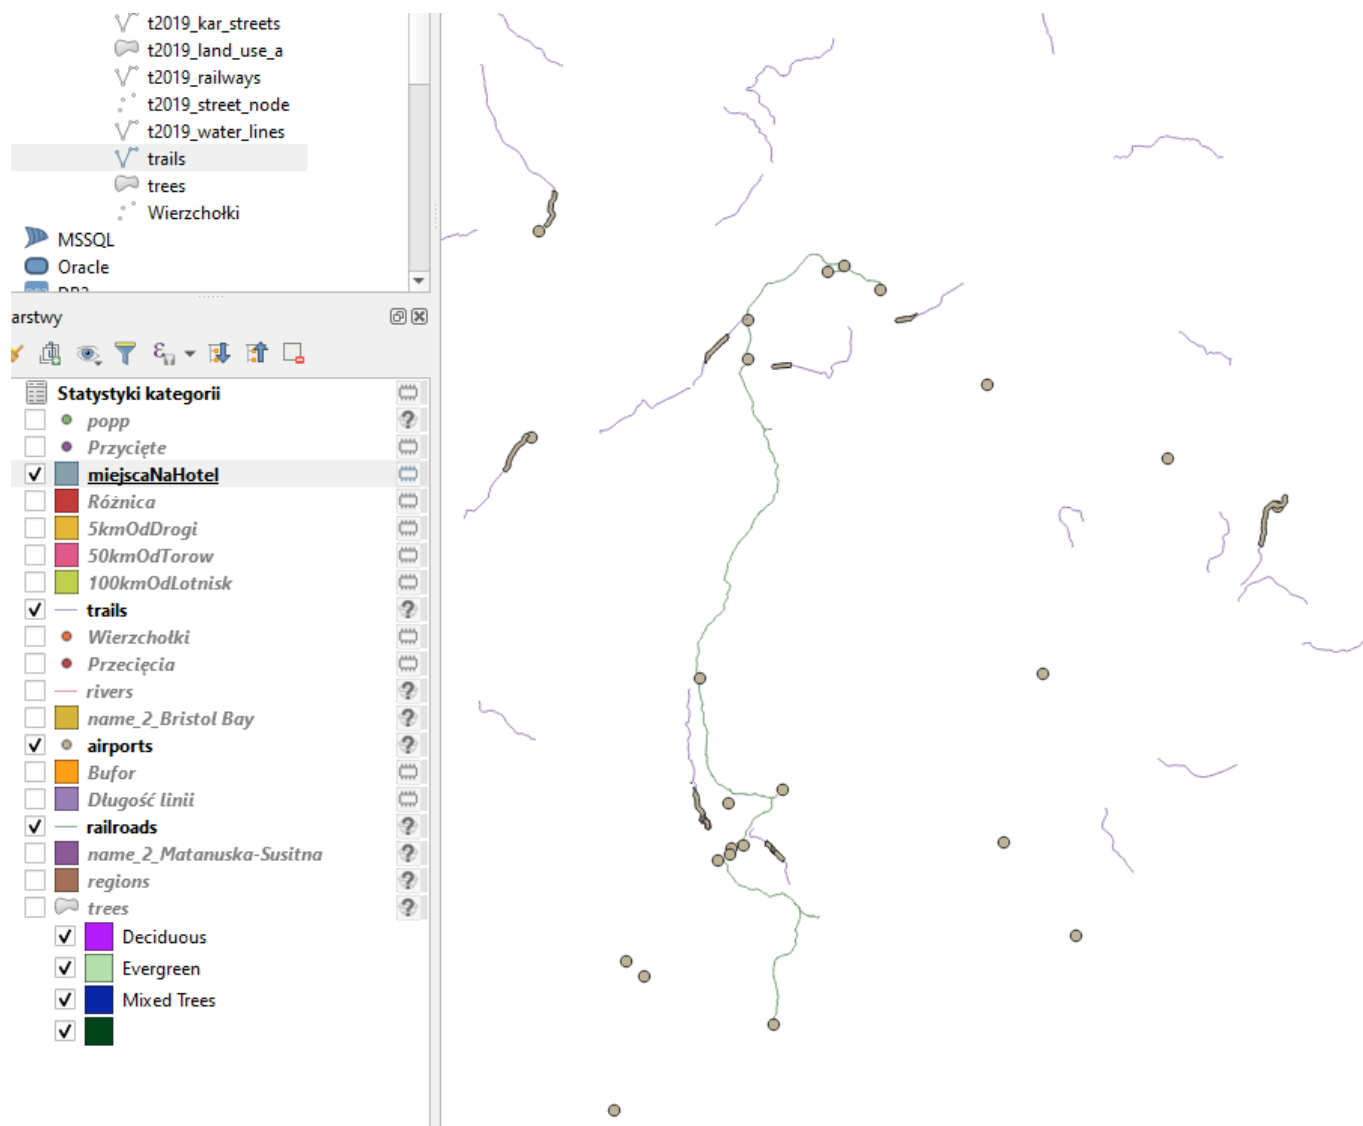 t2019_kar_streets
t2019_land_use_a
t2019_railways
t2019_street_node
t2019_water_lines
trails
trees
Wierzchołki
MSSQL
Oracle
arstwy
Statystyki kategorii
popp
Przycięte
miejscaNaHotel
Różnica
5kmOdDrogi
50kmOdTorow
100kmOdLotnisk
trails
Wierzchołki
Przecięcia
rivers
name_2_Bristol Bay
airports
Bufor
Długość linii
railroads
name_2_Matanuska-Susitna
regions
trees
Deciduous
Evergreen
Mixed Trees